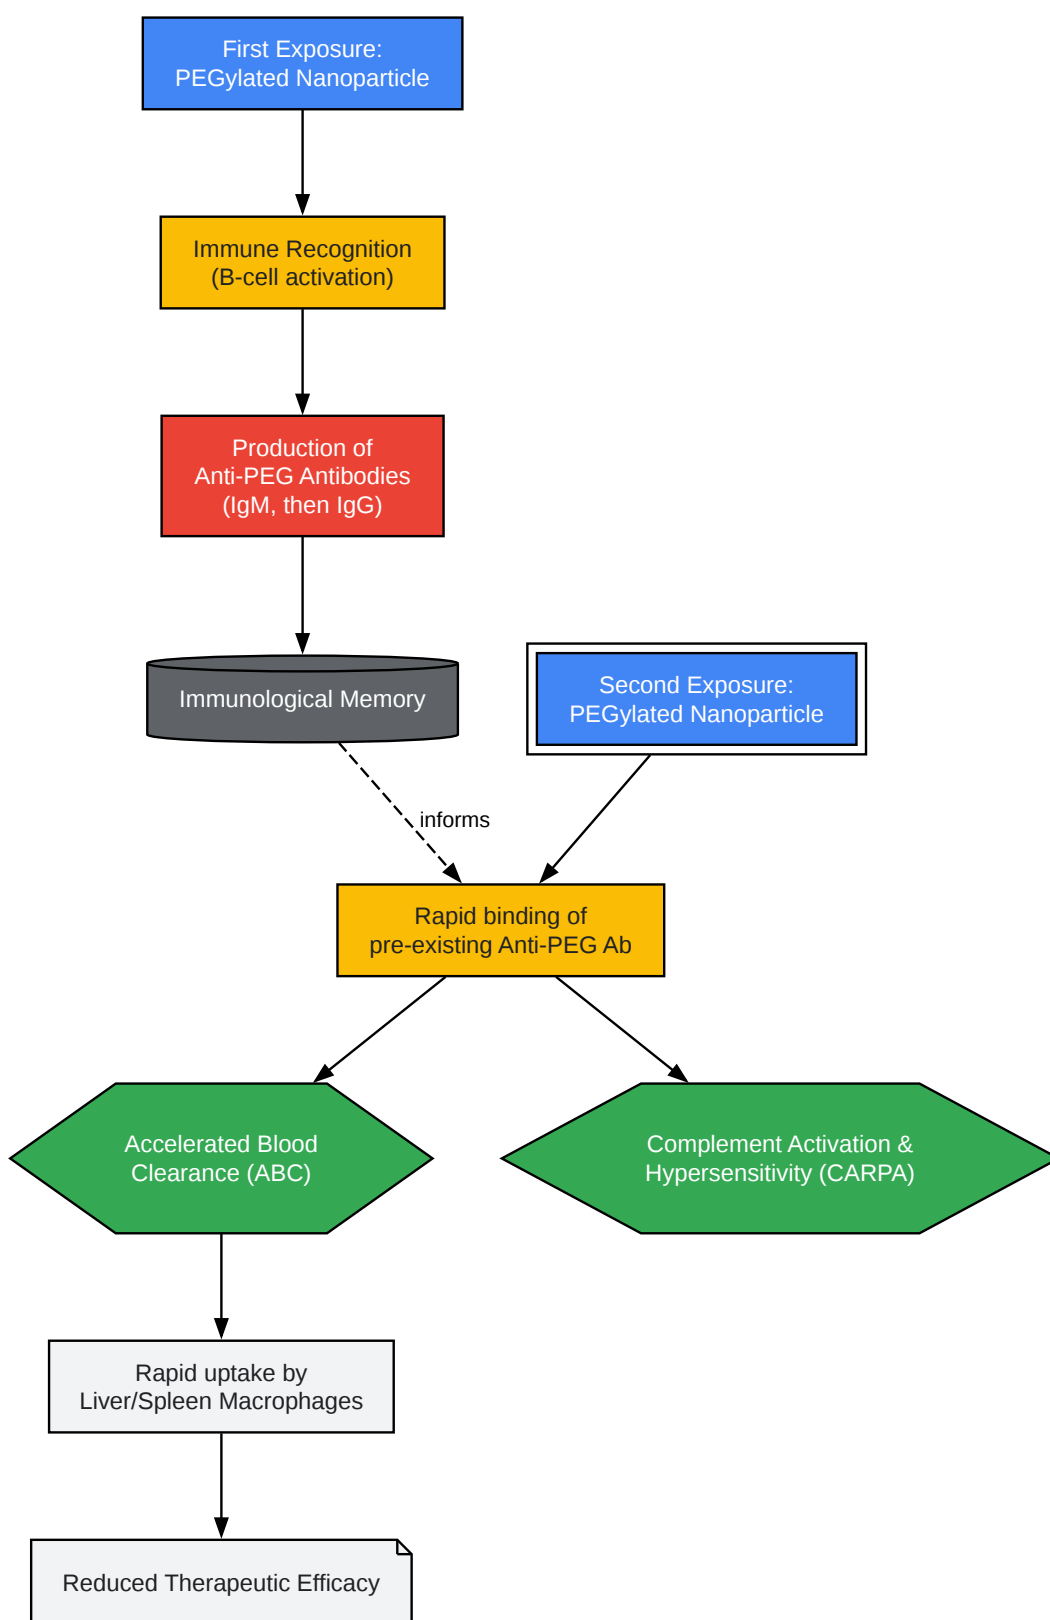 First Exposure:
PEGylated Nanoparticle
Immune Recognition
(B-cell activation)
Production of
Anti-PEG Antibodies
(IgM, then IgG)
Immunological Memory
Second Exposure:
PEGylated Nanoparticle
informs
Rapid binding of
pre-existing Anti-PEG Ab
Accelerated Blood
Clearance (ABC)
Complement Activation &
Hypersensitivity (CARPA)
Rapid uptake by
Liver/Spleen Macrophages
Reduced Therapeutic Efficacy